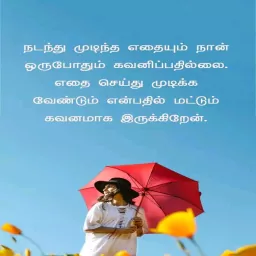 நடந்து முடிந்த எதையும் நான்
ஒருபோதும் கவனிப்பதில்லை.
எதை செய்து முடிக்க
வேண்டும் என்பதில் மட்டும்
கவனமாக இருக்கிறேன்.